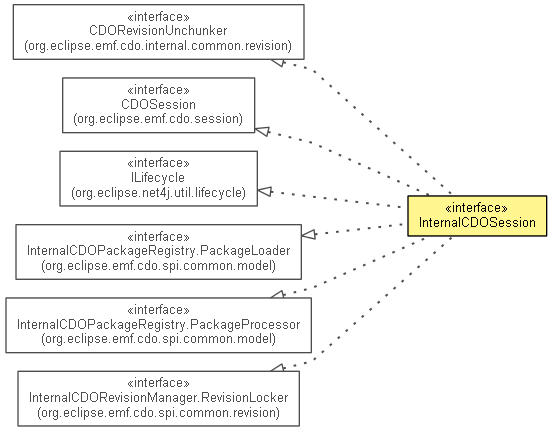 «interface»
CDORevisionUnchunker
(org.eclipse.emf.cdo.internal.common.revision)
«interface»
CDOSession
(org.eclipse.emf.cdo.session)
«interface»
ILifecycle
(org.eclipse.net4j.util.lifecycle)
«interface»
InternalCDOSession
«interface»
InternalCDOPackageRegistry.PackageLoader
(org.eclipse.emf.cdo.spi.common.model)
«interface»
InternalCDOPackageRegistry.PackageProcessor
(org.eclipse.emf.cdo.spi.common.model)
«interface»
InternalCDORevisionManager.RevisionLocker
(org.eclipse.emf.cdo.spi.common.revision)